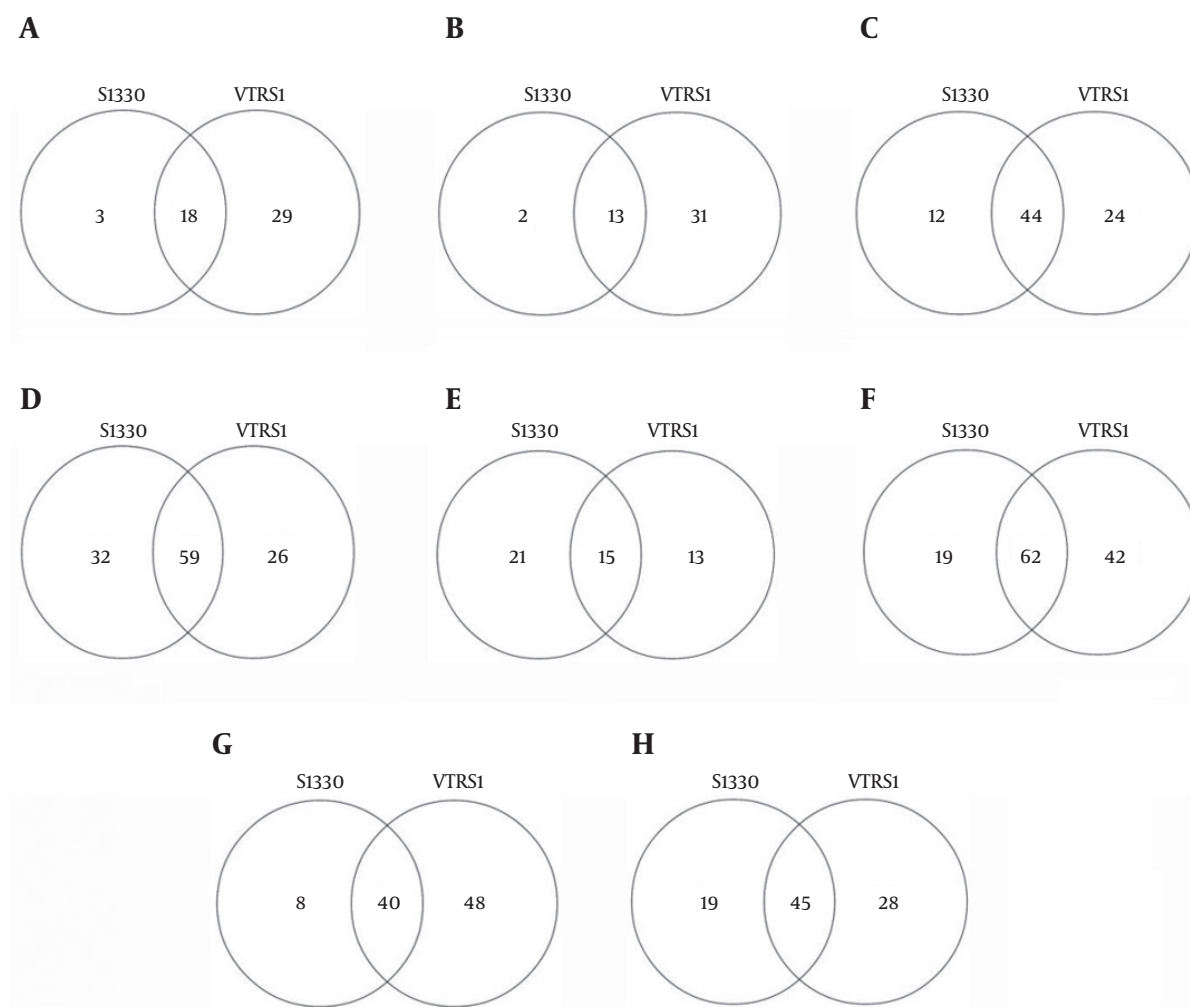 A B C
S1330 VTRS1 S1330 VTRS1 S1330 VTRS1
3 18 29 2 13 31 12 44 24
D E F
S1330 VTRS1 S1330 VTRS1 S1330 VTRS1
32 59 26 21 15 13 19 62 42
G H
S1330 VTRS1 S1330 VTRS1
8 40 48 19 45 28